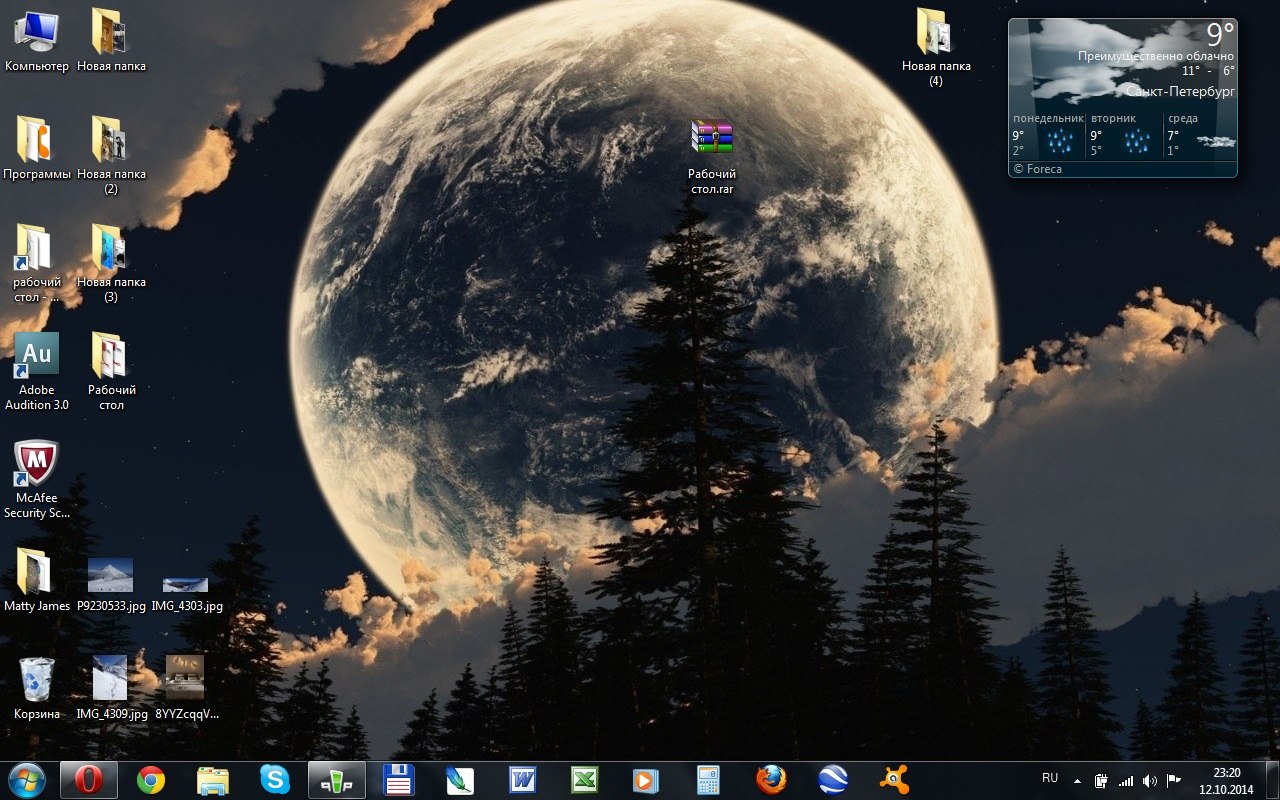 Компьютер
Новая папка
Новая папка
(4)
Программы
Новая папка
(2)
Рабочий
стол.rar
рабочий
стол - ...
Новая папка
(3)
Au
Adobe
Audition 3.0
Рабочий
стол
McAfee
Security Sc...
Matty James
P9230533.jpg
IMG_4303.jpg
Корзина
IMG_4309.jpg
8YYZcqqV...
9°
Преимущественно облачно
11° - 6°
Санкт-Петербург
понедельник
вторник
среда
9°
2°
9°
5°
7°
1°
© Foreca
RU
23:20
12.10.2014